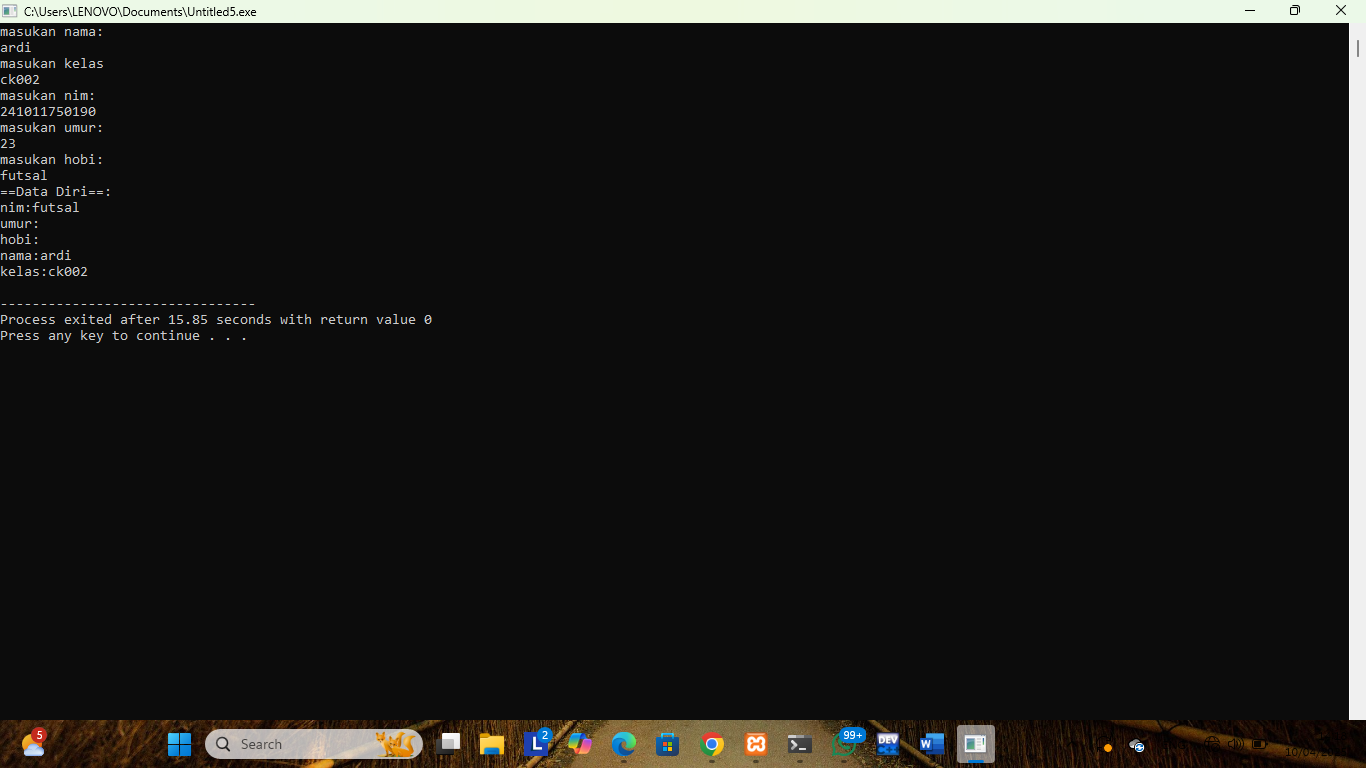 C:\Users\LENOVO\Documents\Untitled5.exe
masukan nama:
ardi
masukan kelas
ck002
masukan nim:
241011750190
masukan umur:
23
masukan hobi:
futsal
==Data Diri==:
nim:futsal
umur:
hobi:
nama:ardi
kelas:ck002
--------------------------------
Process exited after 15.85 seconds with return value 0
Press any key to continue . . .
5
Search
L
2
99+
DEV
W